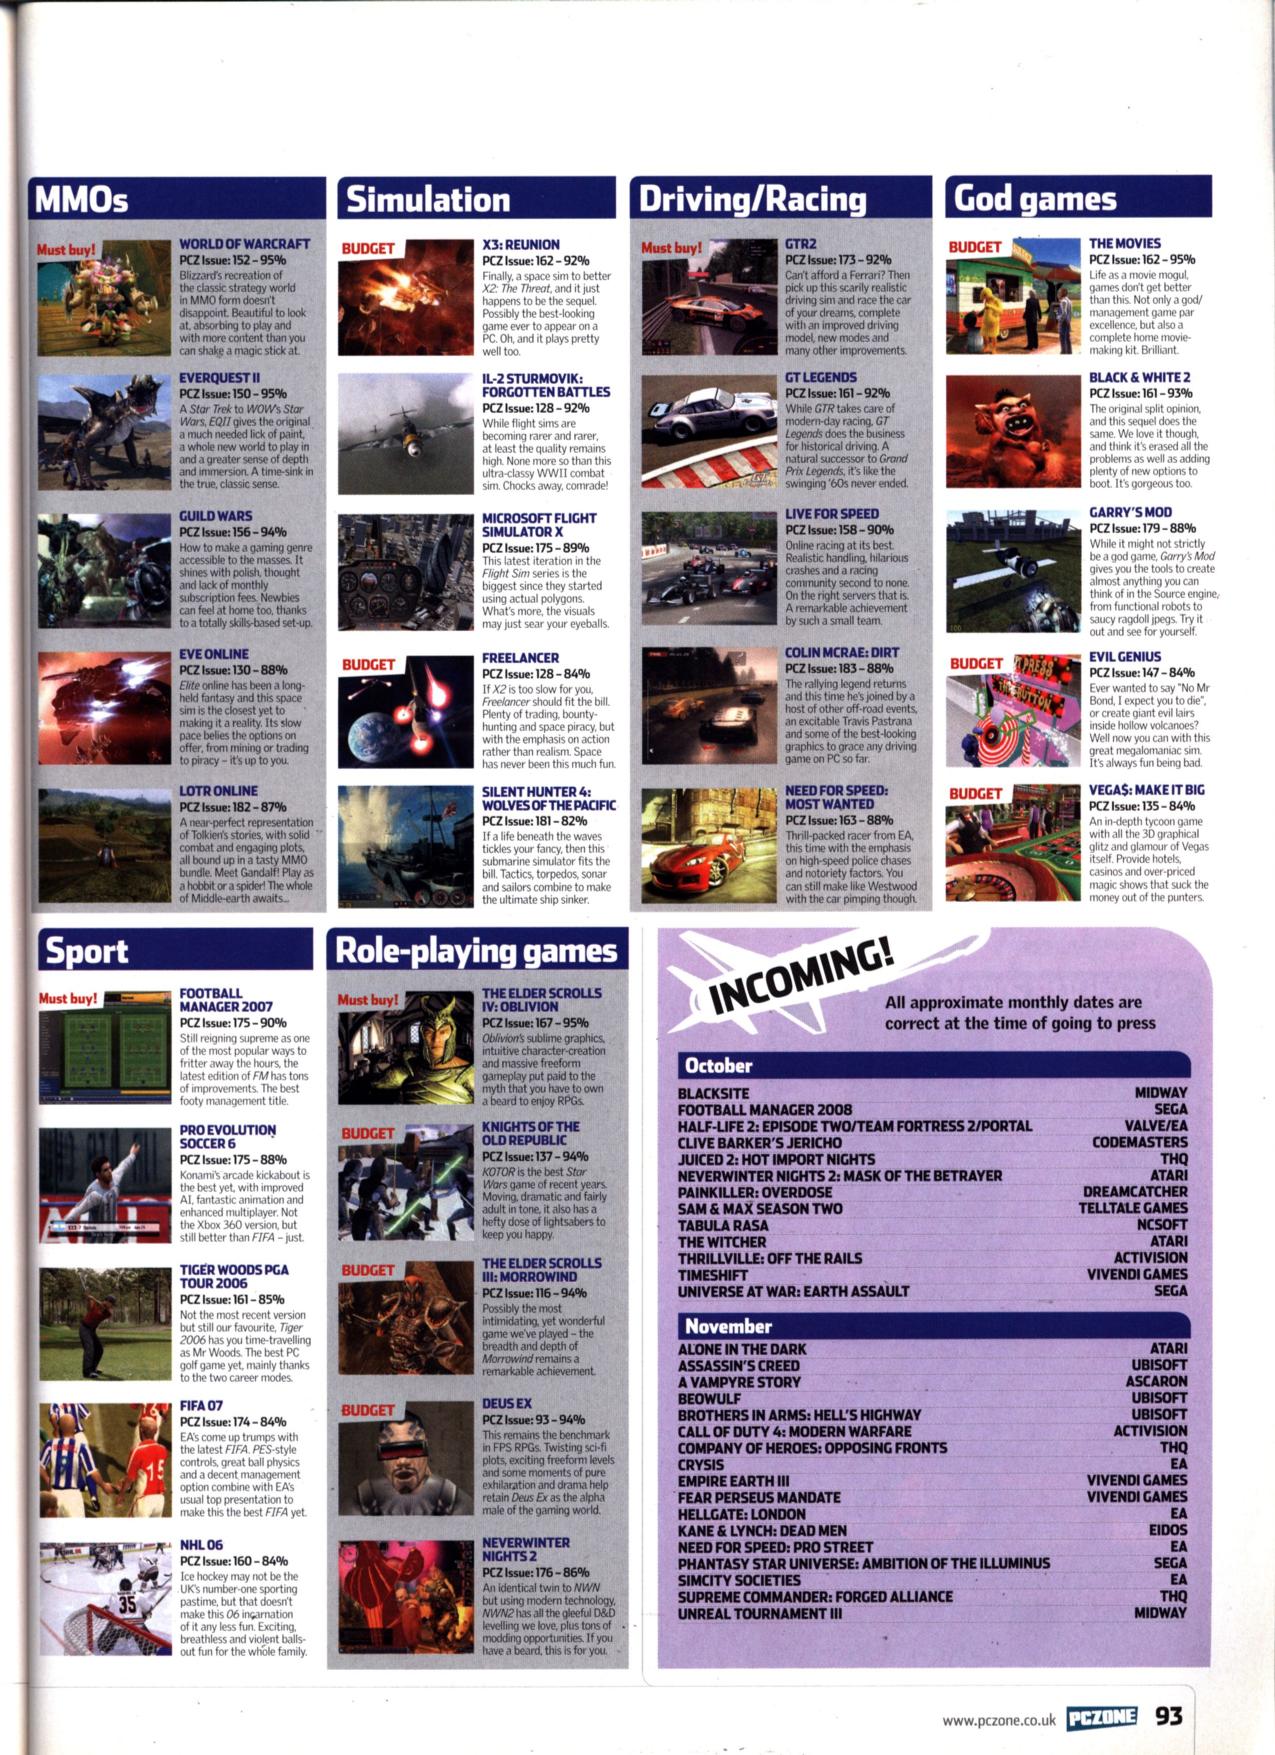 MMOs
Must buy!
WORLD OF WARCRAFT
PCZ Issue: 152 – 95%
Blizzard's recreation of
the classic strategy world
in MMO form doesn't
disappoint. Beautiful to look
at, absorbing to play and
with more content than you
can shake a magic stick at.
EVERQUEST II
PCZ Issue: 150 – 95%
A Star Trek to WOW's Star
Wars, EQII gives the original
a much needed lick of paint,
a whole new world to play in
and a greater sense of depth
and immersion. A time-sink in
the true, classic sense.
GUILD WARS
PCZ Issue: 156 – 94%
How to make a gaming genre
accessible to the masses. It
shines with polish, thought
and lack of monthly
subscription fees. Newbies
can feel at home too, thanks
to a totally skills-based set-up.
EVE ONLINE
PCZ Issue: 130 – 88%
Elite online has been a long-
held fantasy and this space
sim is the closest yet to
making it a reality. Its slow
pace belies the options on
offer, from mining or trading
to piracy – it's up to you.
LOTR ONLINE
PCZ Issue: 182 – 87%
A near-perfect representation
of Tolkien's stories, with solid
combat and engaging plots,
all bound up in a tasty MMO
bundle. Meet Gandalf! Play as
a hobbit or a spider! The whole
of Middle-earth awaits...
Simulation
BUDGET
X3: REUNION
PCZ Issue: 162 – 92%
Finally, a space sim to better
X2: The Threat, and it just
happens to be the sequel.
Possibly the best-looking
game ever to appear on a
PC. Oh, and it plays pretty
well too.
IL-2 STURMOVIK:
FORGOTTEN BATTLES
PCZ Issue: 128 – 92%
While flight sims are
becoming rarer and rarer,
at least the quality remains
high. None more so than this
ultra-classy WWII combat
sim. Chocks away, comrade!
MICROSOFT FLIGHT
SIMULATOR X
PCZ Issue: 175 – 89%
This latest iteration in the
Flight Sim series is the
biggest since they started
using actual polygons.
What's more, the visuals
may just sear your eyeballs.
BUDGET
FREELANCER
PCZ Issue: 128 – 84%
If X2 is too slow for you,
Freelancer should fit the bill.
Plenty of trading, bounty-
hunting and space piracy, but
with the emphasis on action
rather than realism. Space
has never been this much fun.
SILENT HUNTER 4:
WOLVES OF THE PACIFIC
PCZ Issue: 181 – 82%
If a life beneath the waves
tickles your fancy, then this
submarine simulator fits the
bill. Tactics, torpedos, sonar
and sailors combine to make
the ultimate ship sinker.
Driving/Racing
Must buy!
GTR2
PCZ Issue: 173 – 92%
Can't afford a Ferrari? Then
pick up this scarily realistic
driving sim and race the car
of your dreams, complete
with an improved driving
model, new modes and
many other improvements.
GT LEGENDS
PCZ Issue: 161 – 92%
While GTR takes care of
modern-day racing, GT
Legends does the business
for historical driving. A
natural successor to Grand
Prix Legends, it's like the
swinging '60s never ended.
LIVE FOR SPEED
PCZ Issue: 158 – 90%
Online racing at its best.
Realistic handling, hilarious
crashes and a racing
community second to none.
On the right servers that is.
A remarkable achievement
by such a small team.
COLIN MCRAE: DIRT
PCZ Issue: 183 – 88%
The rallying legend returns
and this time he's joined by a
host of other off-road events,
an excitable Travis Pastrana
and some of the best-looking
graphics to grace any driving
game on PC so far.
NEED FOR SPEED:
MOST WANTED
PCZ Issue: 163 – 88%
Thrill-packed racer from EA,
this time with the emphasis
on high-speed police chases
and notoriety factors. You
can still make like Westwood
with the car pimping though.
God games
BUDGET
THE MOVIES
PCZ Issue: 162 – 95%
Life as a movie mogul,
games don't get better
than this. Not only a god/
management game par
excellence, but also a
complete home movie-
making kit. Brilliant.
BLACK & WHITE 2
PCZ Issue: 161 – 93%
The original split opinion,
and this sequel does the
same. We love it though,
and think it's erased all the
problems as well as adding
plenty of new options to
boot. It's gorgeous too.
GARRY'S MOD
PCZ Issue: 179 – 88%
While it might not strictly
be a god game, Garry's Mod
gives you the tools to create
almost anything you can
think of in the Source engine,
from functional robots to
saucy ragdoll jpegs. Try it
out and see for yourself.
BUDGET
EVIL GENIUS
PCZ Issue: 147 – 84%
Ever wanted to say "No Mr
Bond, I expect you to die",
or create giant evil lairs
inside hollow volcanoes?
Well now you can with this
great megalomaniac sim.
It's always fun being bad.
BUDGET
VEGA$: MAKE IT BIG
PCZ Issue: 135 – 84%
An in-depth tycoon game
with all the 3D graphical
glitz and glamour of Vegas
itself. Provide hotels,
casinos and over-priced
magic shows that suck the
money out of the punters.
Sport
Must buy!
FOOTBALL
MANAGER 2007
PCZ Issue: 175 – 90%
Still reigning supreme as one
of the most popular ways to
fritter away the hours, the
latest edition of FM has tons
of improvements. The best
footy management title.
PRO EVOLUTION
SOCCER 6
PCZ Issue: 175 – 88%
Konami's arcade kickabout is
the best yet, with improved
AI, fantastic animation and
enhanced multiplayer. Not
the Xbox 360 version, but
still better than FIFA – just.
TIGER WOODS PGA
TOUR 2006
PCZ Issue: 161 – 85%
Not the most recent version
but still our favourite, Tiger
2006 has you time-travelling
as Mr Woods. The best PC
golf game yet, mainly thanks
to the two career modes.
15
FIFA 07
PCZ Issue: 174 – 84%
EA's come up trumps with
the latest FIFA. PES-style
controls, great ball physics
and a decent management
option combine with EA's
usual top presentation to
make this the best FIFA yet.
35
NHL 06
PCZ Issue: 160 – 84%
Ice hockey may not be the
UK's number-one sporting
pastime, but that doesn't
make this 06 incarnation
of it any less fun. Exciting,
breathless and violent balls-
out fun for the whole family.
Role-playing games
Must buy!
THE ELDER SCROLLS
IV: OBLIVION
PCZ Issue: 167 – 95%
Oblivion's sublime graphics,
intuitive character-creation
and massive freeform
gameplay put paid to the
myth that you have to own
a beard to enjoy RPGs.
BUDGET
KNIGHTS OF THE
OLD REPUBLIC
PCZ Issue: 137 – 94%
KOTOR is the best Star
Wars game of recent years.
Moving, dramatic and fairly
adult in tone, it also has a
hefty dose of lightsabers to
keep you happy.
BUDGET
THE ELDER SCROLLS
III: MORROWIND
PCZ Issue: 116 – 94%
Possibly the most
intimidating, yet wonderful
game we've played – the
breadth and depth of
Morrowind remains a
remarkable achievement.
BUDGET
DEUS EX
PCZ Issue: 93 – 94%
This remains the benchmark
in FPS RPGs. Twisting sci-fi
plots, exciting freeform levels
and some moments of pure
exhilaration and drama help
retain Deus Ex as the alpha
male of the gaming world.
NEVERWINTER
NIGHTS 2
PCZ Issue: 176 – 86%
An identical twin to NWN
but using modern technology,
NWN2 has all the gleeful D&D
levelling we love, plus tons of
modding opportunities. If you
have a beard, this is for you.
INCOMING!
All approximate monthly dates are
correct at the time of going to press
October
BLACKSITE MIDWAY
FOOTBALL MANAGER 2008 SEGA
HALF-LIFE 2: EPISODE TWO/TEAM FORTRESS 2/PORTAL VALVE/EA
CLIVE BARKER'S JERICHO CODEMASTERS
JUICED 2: HOT IMPORT NIGHTS THQ
NEVERWINTER NIGHTS 2: MASK OF THE BETRAYER ATARI
PAINKILLER: OVERDOSE DREAMCATCHER
SAM & MAX SEASON TWO TELLTALE GAMES
TABULA RASA NCSOFT
THE WITCHER ATARI
THRILLVILLE: OFF THE RAILS ACTIVISION
TIMESHIFT VIVENDI GAMES
UNIVERSE AT WAR: EARTH ASSAULT SEGA
November
ALONE IN THE DARK ATARI
ASSASSIN'S CREED UBISOFT
A VAMPYRE STORY ASCARON
BEOWULF UBISOFT
BROTHERS IN ARMS: HELL'S HIGHWAY UBISOFT
CALL OF DUTY 4: MODERN WARFARE ACTIVISION
COMPANY OF HEROES: OPPOSING FRONTS THQ
CRYSIS EA
EMPIRE EARTH III VIVENDI GAMES
FEAR PERSEUS MANDATE VIVENDI GAMES
HELLGATE: LONDON EA
KANE & LYNCH: DEAD MEN EIDOS
NEED FOR SPEED: PRO STREET EA
PHANTASY STAR UNIVERSE: AMBITION OF THE ILLUMINUS SEGA
SIMCITY SOCIETIES EA
SUPREME COMMANDER: FORGED ALLIANCE THQ
UNREAL TOURNAMENT III MIDWAY
www.pczone.co.uk PCZONE 93